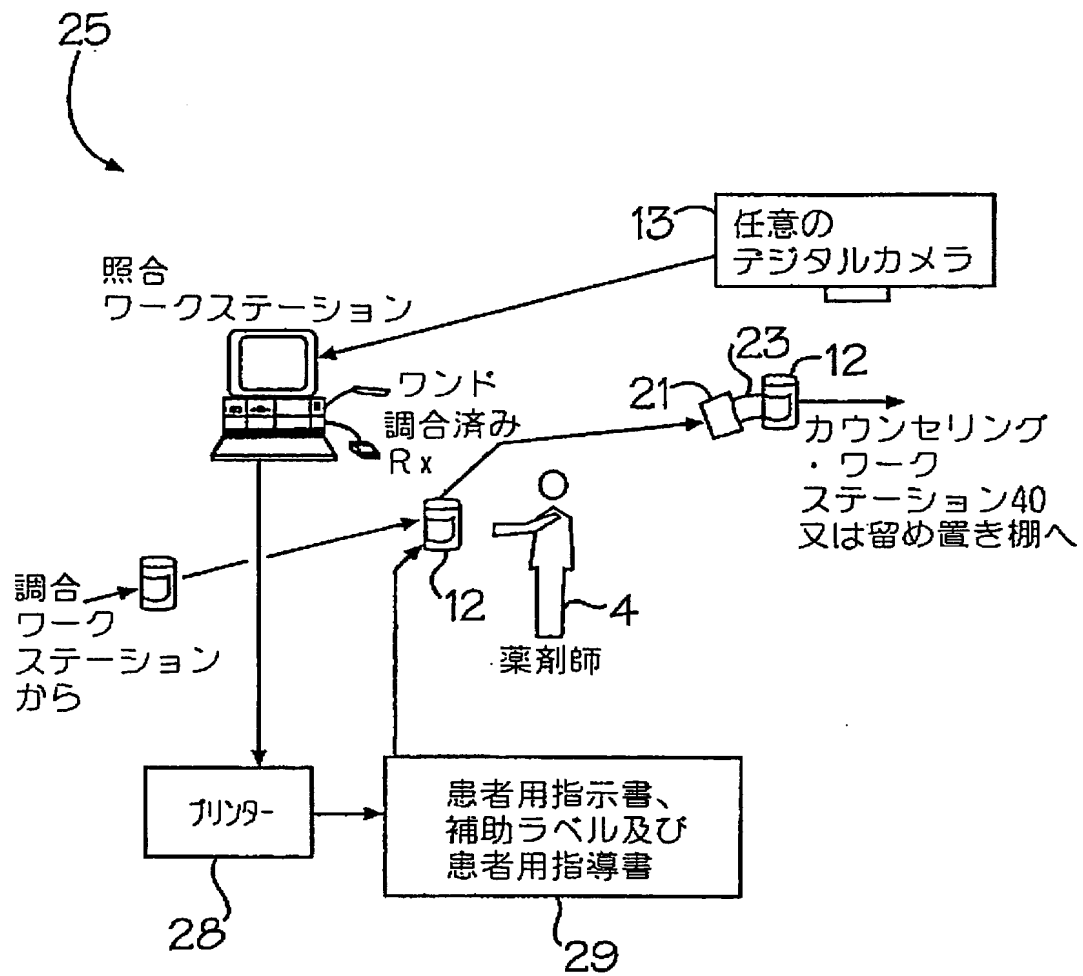 25
13
任意の
デジタルカメラ
照合
ワークステーション
ワンド
調合済み
Rx
21
23
12
カウンセリング
・ワーク
ステーション40
又は留め置き棚へ
調合
ワーク
ステーション
から
12
4
薬剤師
プリンター
28
患者用指示書、
補助ラベル及び
患者用指導書
29